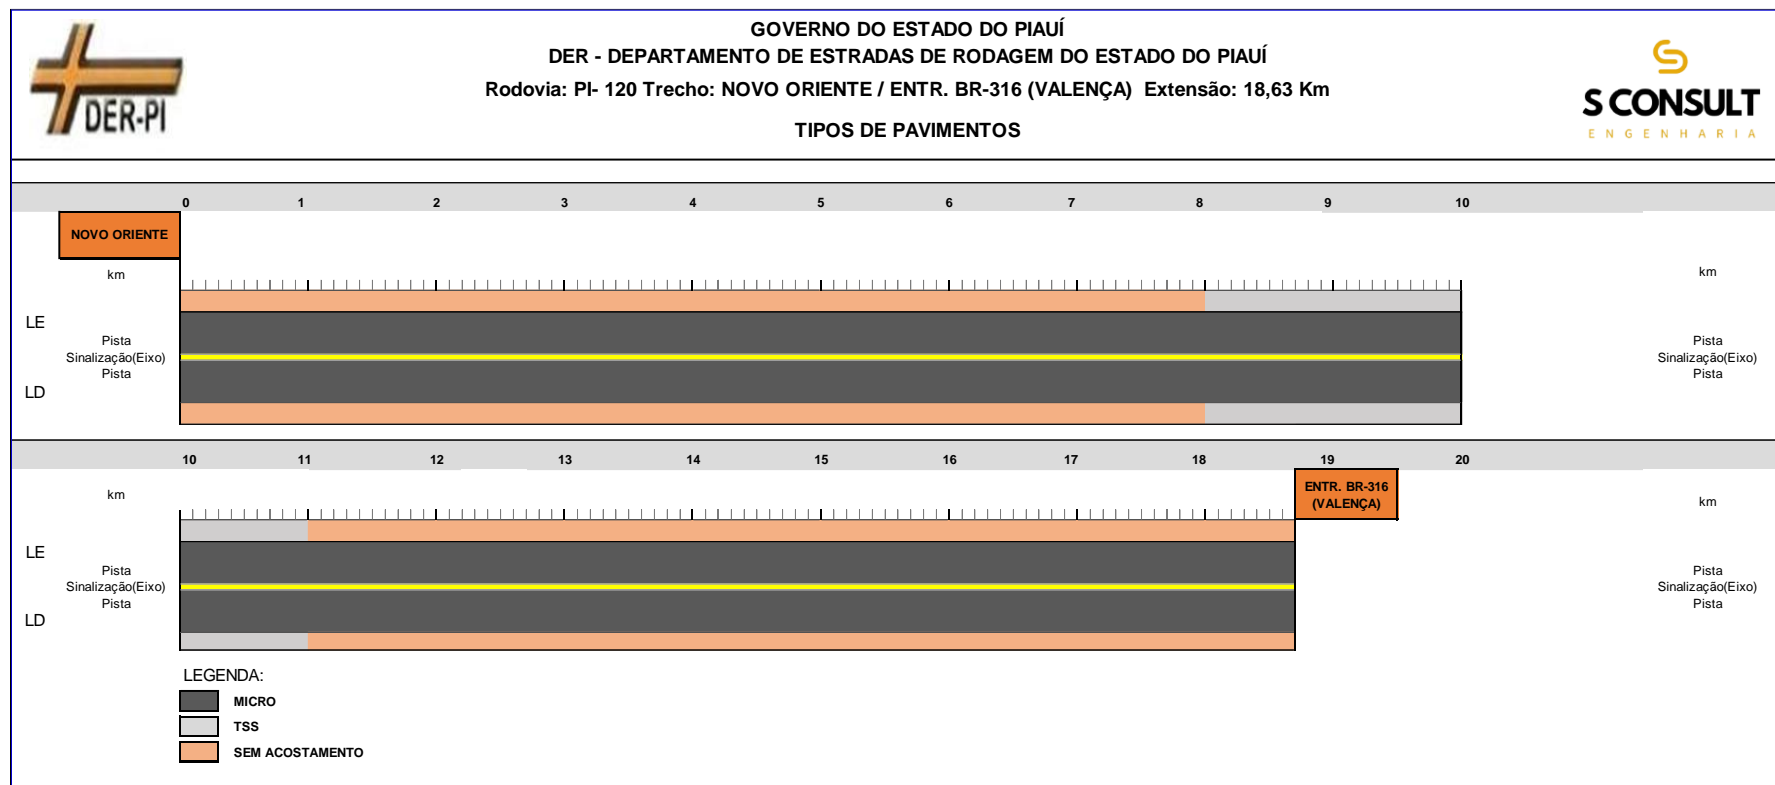 GOVERNO DO ESTADO DO PIAUÍ
DER - DEPARTAMENTO DE ESTRADAS DE RODAGEM DO ESTADO DO PIAUÍ
Rodovia: PI- 120 Trecho: NOVO ORIENTE / ENTR. BR-316 (VALENÇA) Extensão: 18,63 Km
TIPOS DE PAVIMENTOS
DER-PI
S CONSULT
ENGENHARIA
0 1 2 3 4 5 6 7 8 9 10
NOVO ORIENTE
km km
LE
Pista Pista
Sinalização(Eixo) Sinalização(Eixo)
Pista Pista
LD
10 11 12 13 14 15 16 17 18 19 20
ENTR. BR-316
(VALENÇA)
km km
LE
Pista Pista
Sinalização(Eixo) Sinalização(Eixo)
Pista Pista
LD
LEGENDA:
MICRO
TSS
SEM ACOSTAMENTO